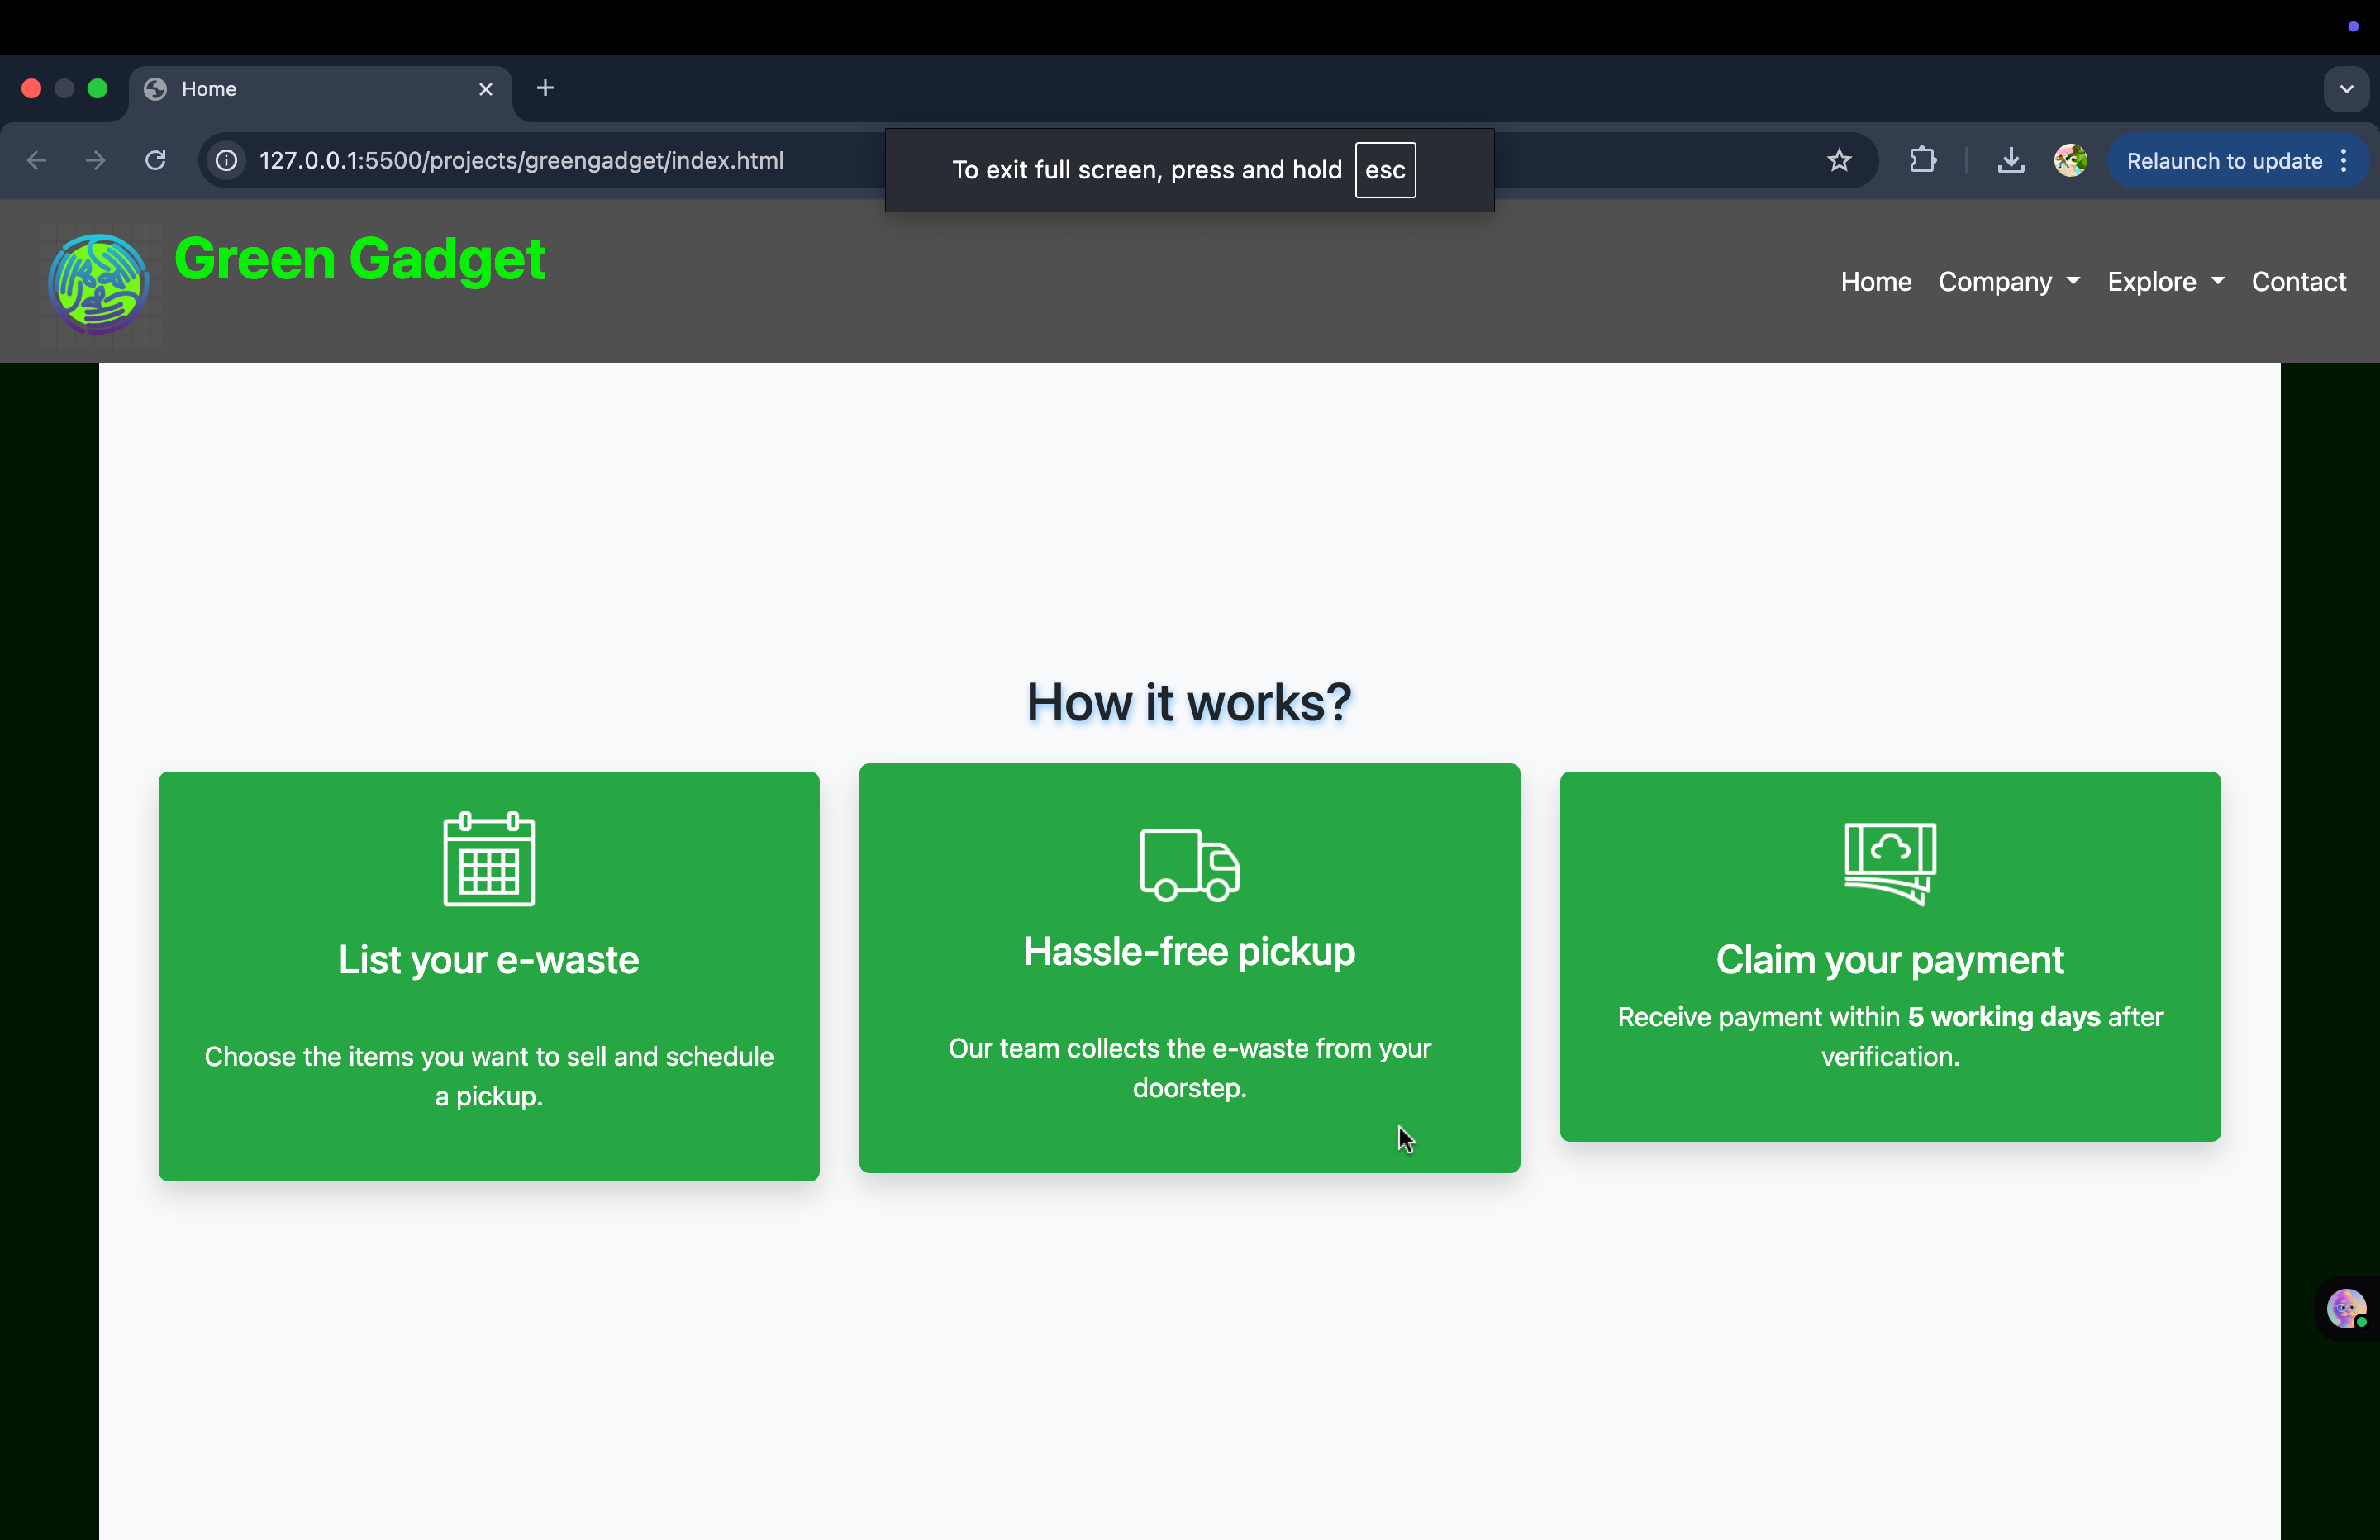 Home
127.0.0.1:5500/projects/greengadget/index.html
To exit full screen, press and hold esc
Relaunch to update
Green Gadget
Home Company Explore Contact
How it works?
List your e-waste
Choose the items you want to sell and schedule
a pickup.
Hassle-free pickup
Our team collects the e-waste from your
doorstep.
Claim your payment
Receive payment within 5 working days after
verification.